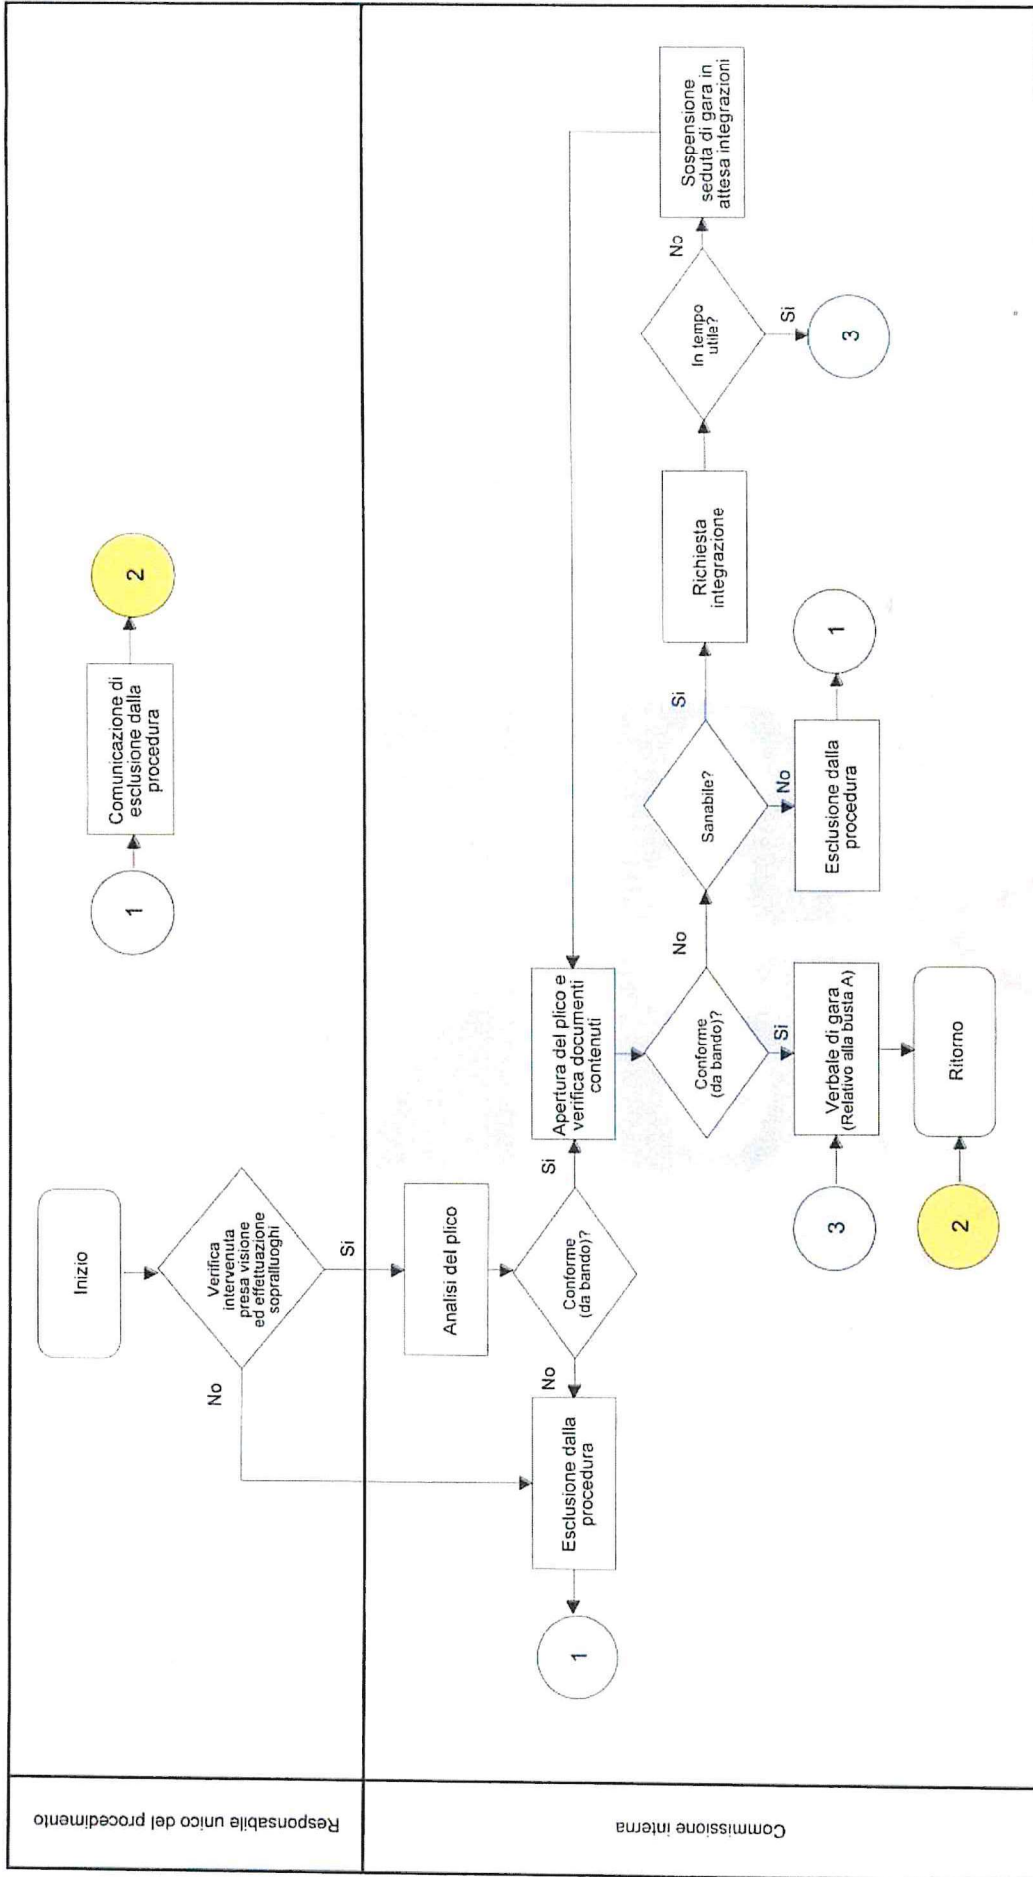 Responsabile unico del procedimento
Inizio
Verifica
intervenuta
presa visione
ed effettuazione
sopralluoghi
No
Si
1
Comunicazione di
esclusione dalla
procedura
2
Commissione interna
Analisi del plico
Conforme
(da bando)?
No
Si
Esclusione dalla
procedura
1
Apertura del plico e
verifica documenti
contenuti
Conforme
(da bando)?
No
Si
Sanabile?
Si
No
Richiesta
integrazione
In tempo
utile?
No
Si
Sospensione
seduta di gara in
attesa integrazioni
3
Esclusione dalla
procedura
1
3
Verbale di gara
(Relativo alla busta A)
2
Ritorno